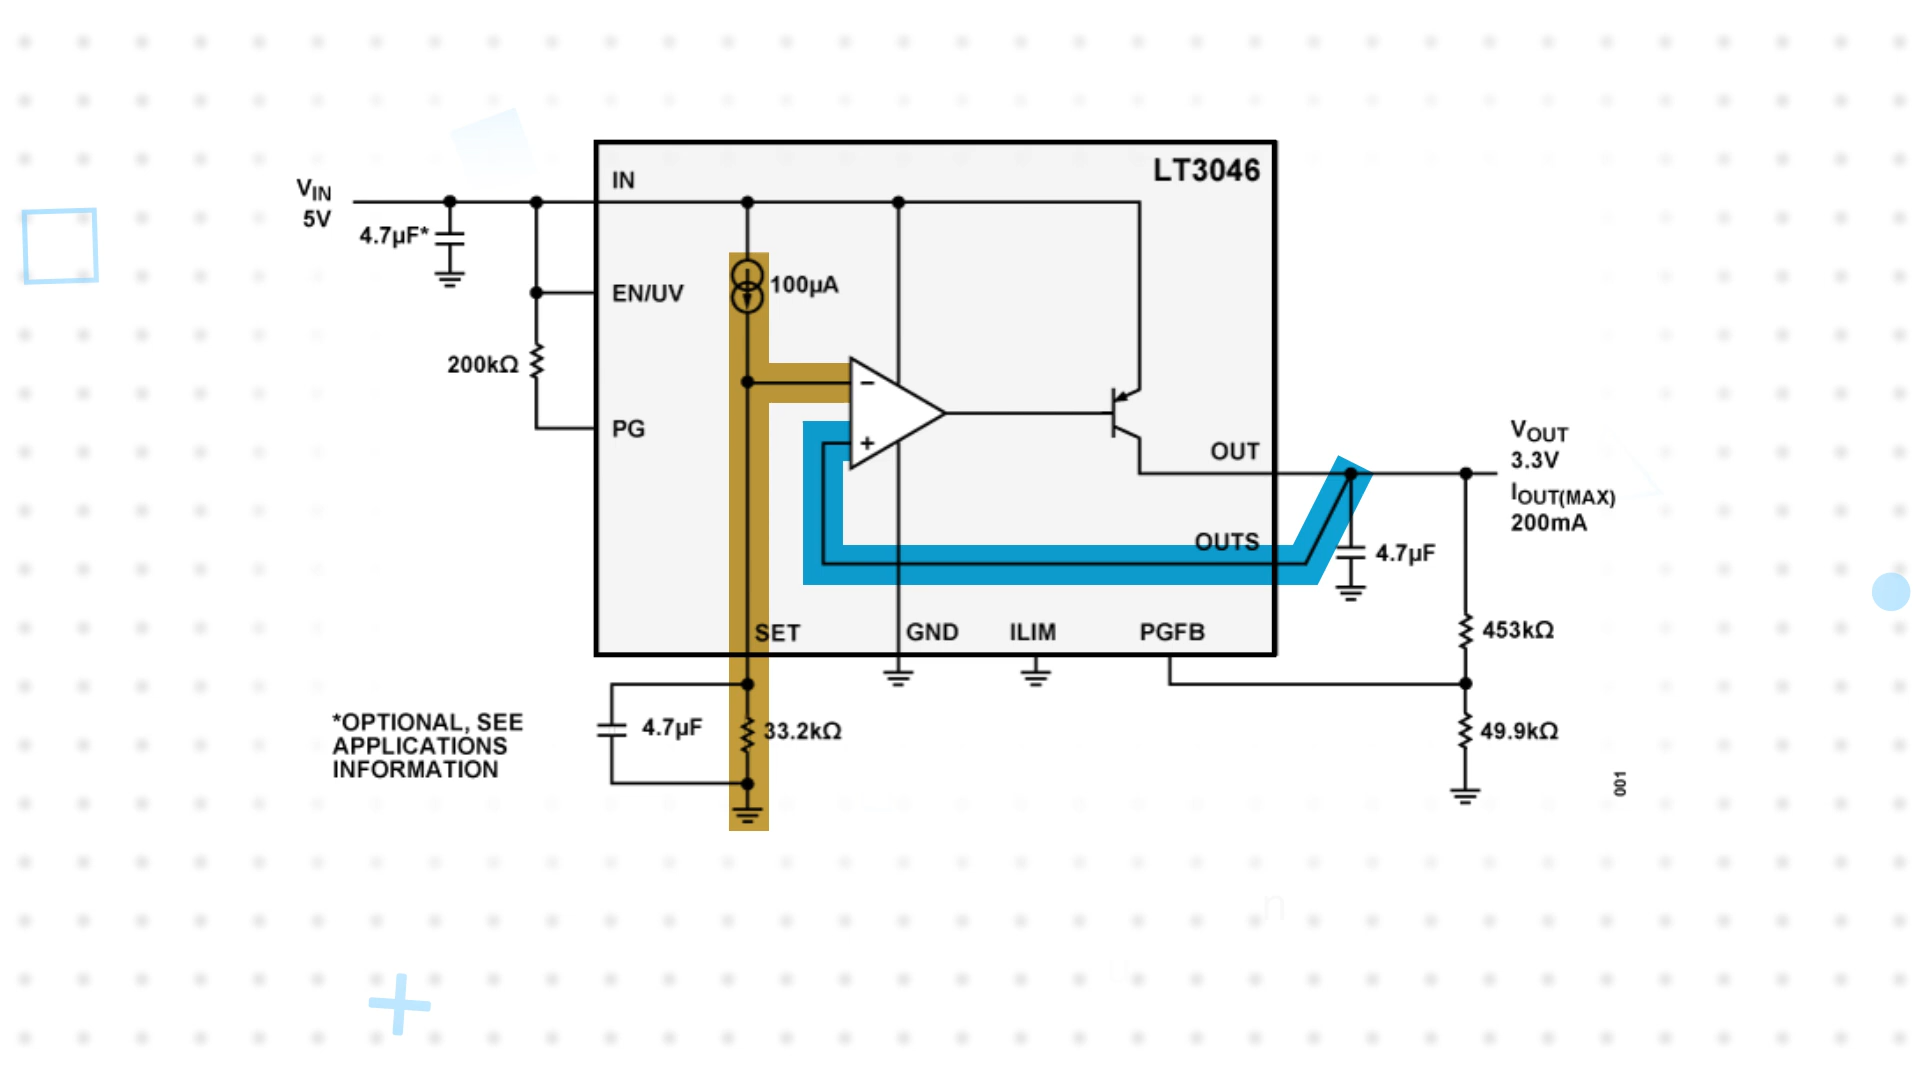 LT3046
IN
VIN
5V
4.7µF*
100µA
EN/UV
200kΩ
PG
−
+
OUT
VOUT
3.3V
IOUT(MAX)
200mA
OUTS
4.7µF
SET
GND
ILIM
PGFB
453kΩ
*OPTIONAL, SEE
APPLICATIONS
INFORMATION
4.7µF
33.2kΩ
49.9kΩ
001
n